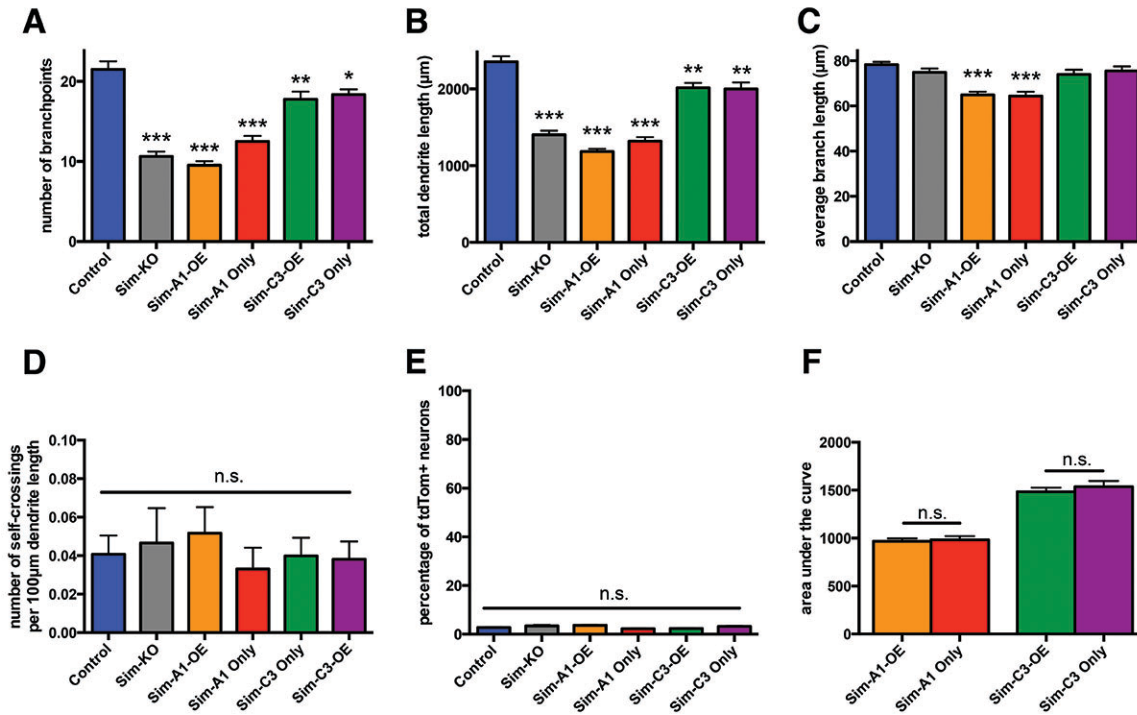 A
number of branchpoints
20
10
0
***
***
***
**
*
Control
Sim-KO
Sim-A1-OE
Sim-A1 Only
Sim-C3-OE
Sim-C3 Only
B
total dendrite length (µm)
2000
1000
0
***
***
***
**
**
Control
Sim-KO
Sim-A1-OE
Sim-A1 Only
Sim-C3-OE
Sim-C3 Only
C
average branch length (µm)
80
60
40
20
0
***
***
Control
Sim-KO
Sim-A1-OE
Sim-A1 Only
Sim-C3-OE
Sim-C3 Only
D
number of self-crossings
per 100µm dendrite length
0.10
0.08
0.06
0.04
0.02
0.00
n.s.
Control
Sim-KO
Sim-A1-OE
Sim-A1 Only
Sim-C3 Only
Sim-C3-OE
E
percentage of tdTom+ neurons
100
80
60
40
20
0
n.s.
Control
Sim-KO
Sim-A1-OE
Sim-A1 Only
Sim-C3-OE
Sim-C3 Only
F
area under the curve
2000
1500
1000
500
0
n.s.
n.s.
Sim-A1-OE
Sim-A1 Only
Sim-C3-OE
Sim-C3 Only